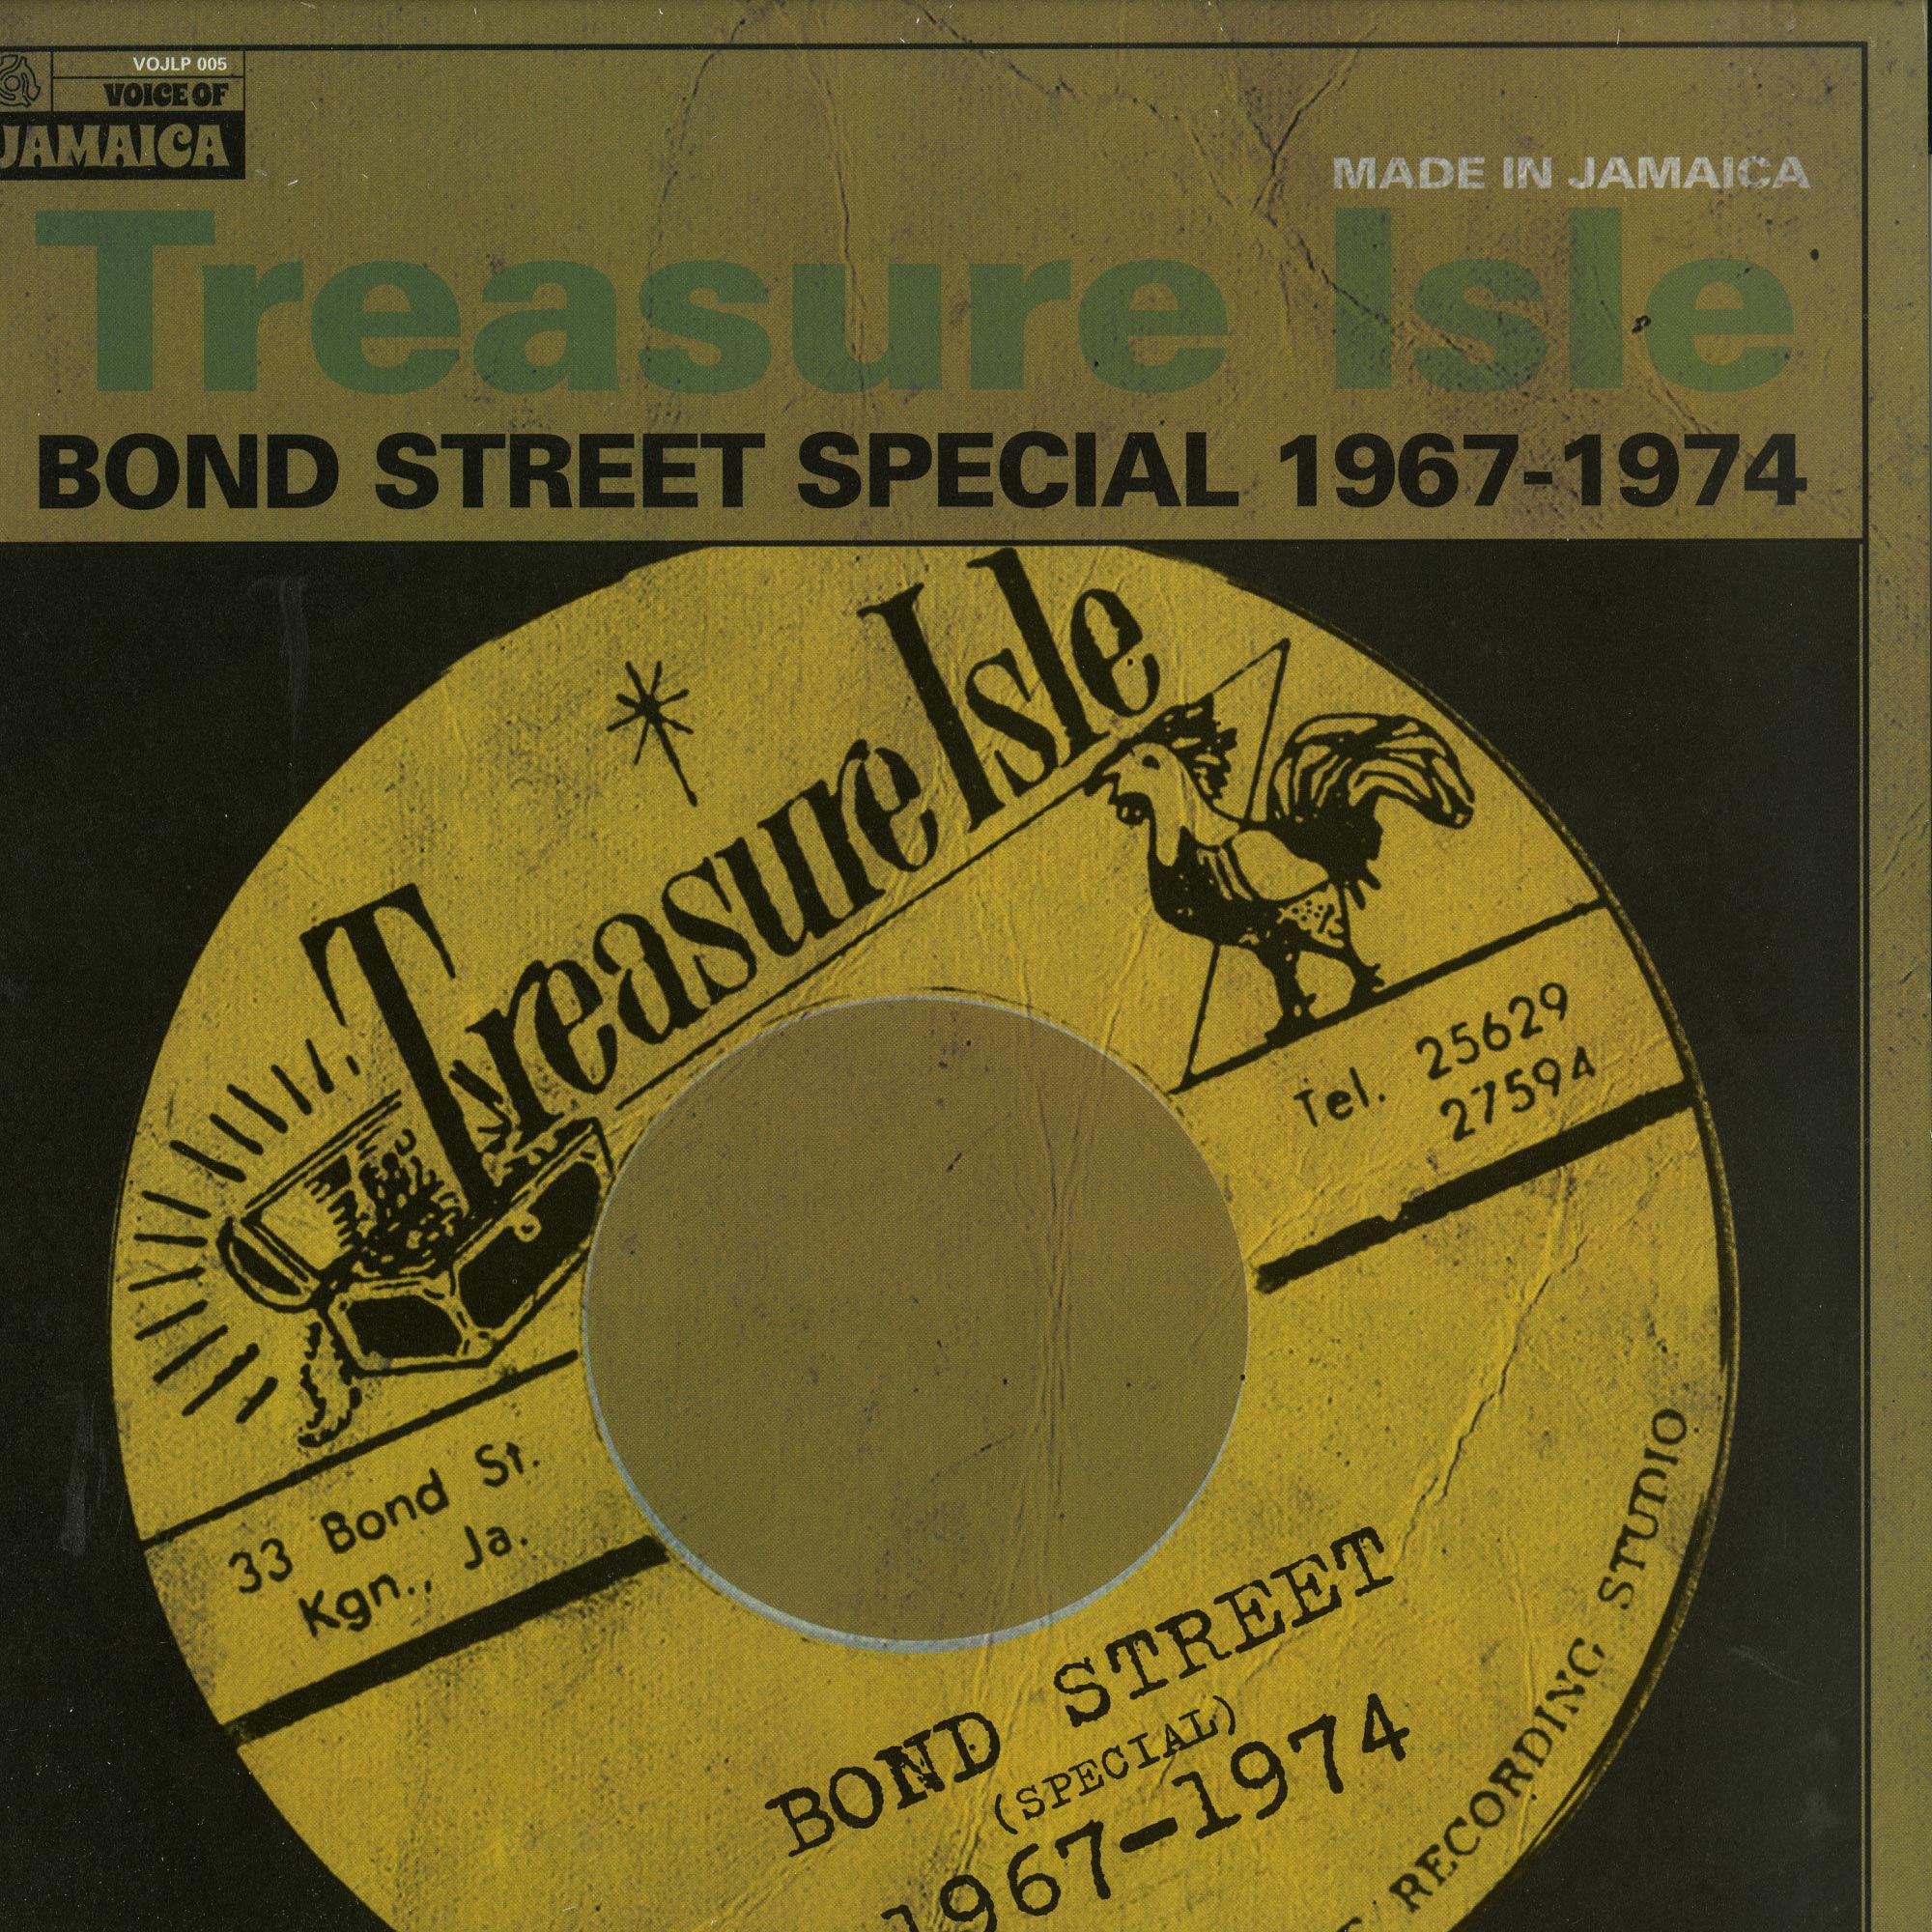 VOJLP 005
VOICE OF
JAMAICA
MADE IN JAMAICA
Treasure Isle
BOND STREET SPECIAL 1967-1974
Treasure Isle
Tel. 25629
27594
33 Bond St.
Kgn., Ja.
BOND STREET
(SPECIAL)
1967-1974
RECORDING STUDIO